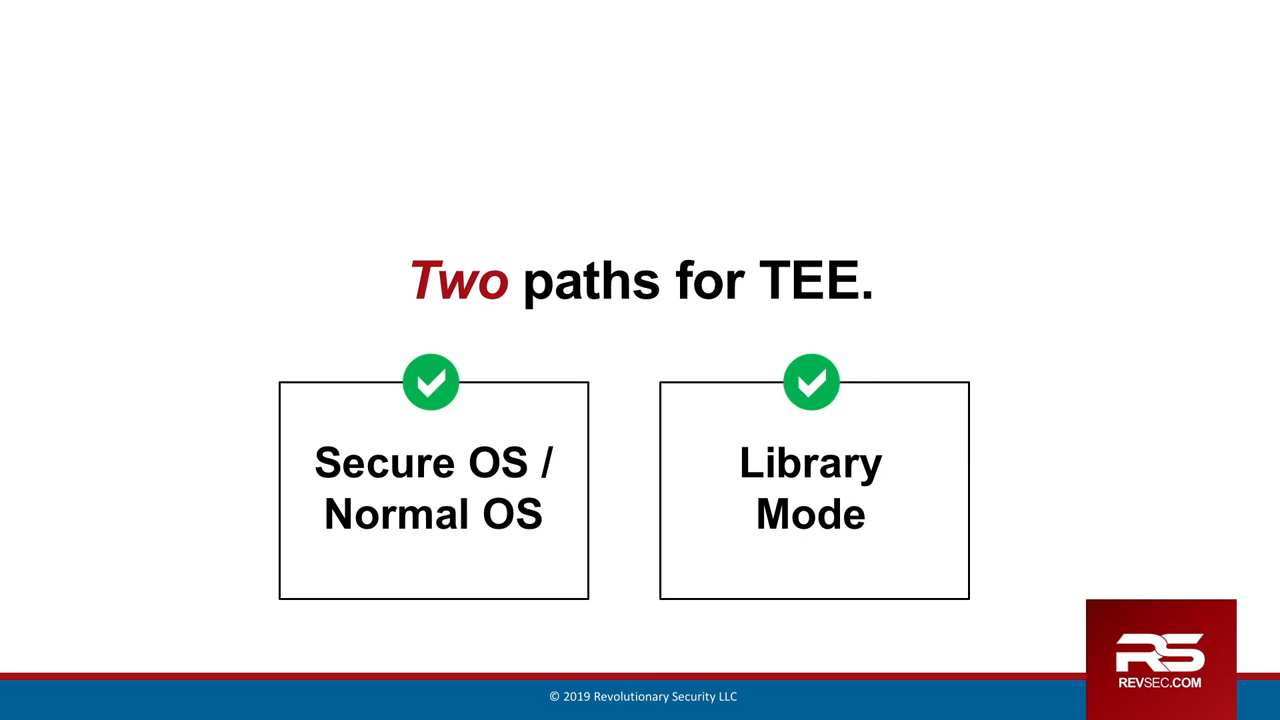 Two paths for TEE.
Secure OS /
Normal OS
Library
Mode
RS
REVSEC.COM
© 2019 Revolutionary Security LLC